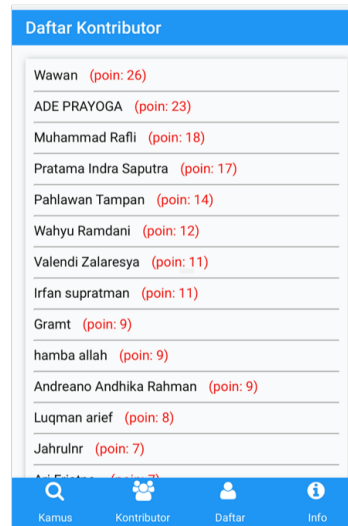 Daftar Kontributor
Wawan (poin: 26)
ADE PRAYOGA (poin: 23)
Muhammad Rafli (poin: 18)
Pratama Indra Saputra (poin: 17)
Pahlawan Tampan (poin: 14)
Wahyu Ramdani (poin: 12)
Valendi Zalaresya (poin: 11)
Irfan supratman (poin: 11)
Gramt (poin: 9)
hamba allah (poin: 9)
Andreano Andhika Rahman (poin: 9)
Luqman arief (poin: 8)
Jahrulnr (poin: 7)
Kamus Kontributor Daftar Info